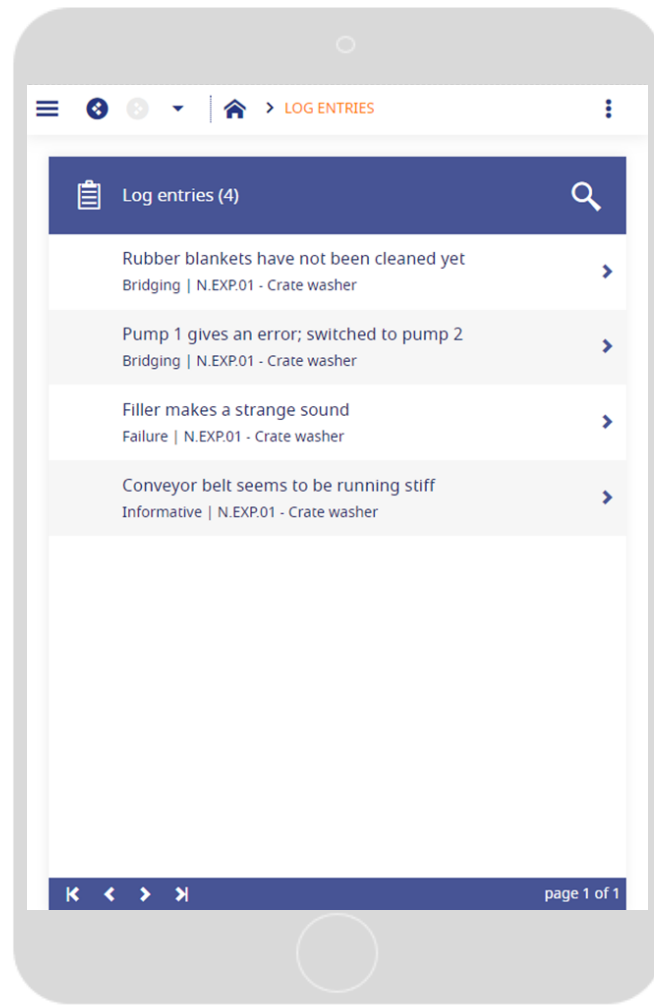 LOG ENTRIES
Log entries (4)
Rubber blankets have not been cleaned yet
Bridging | N.EXP.01 - Crate washer
Pump 1 gives an error; switched to pump 2
Bridging | N.EXP.01 - Crate washer
Filler makes a strange sound
Failure | N.EXP.01 - Crate washer
Conveyor belt seems to be running stiff
Informative | N.EXP.01 - Crate washer
page 1 of 1